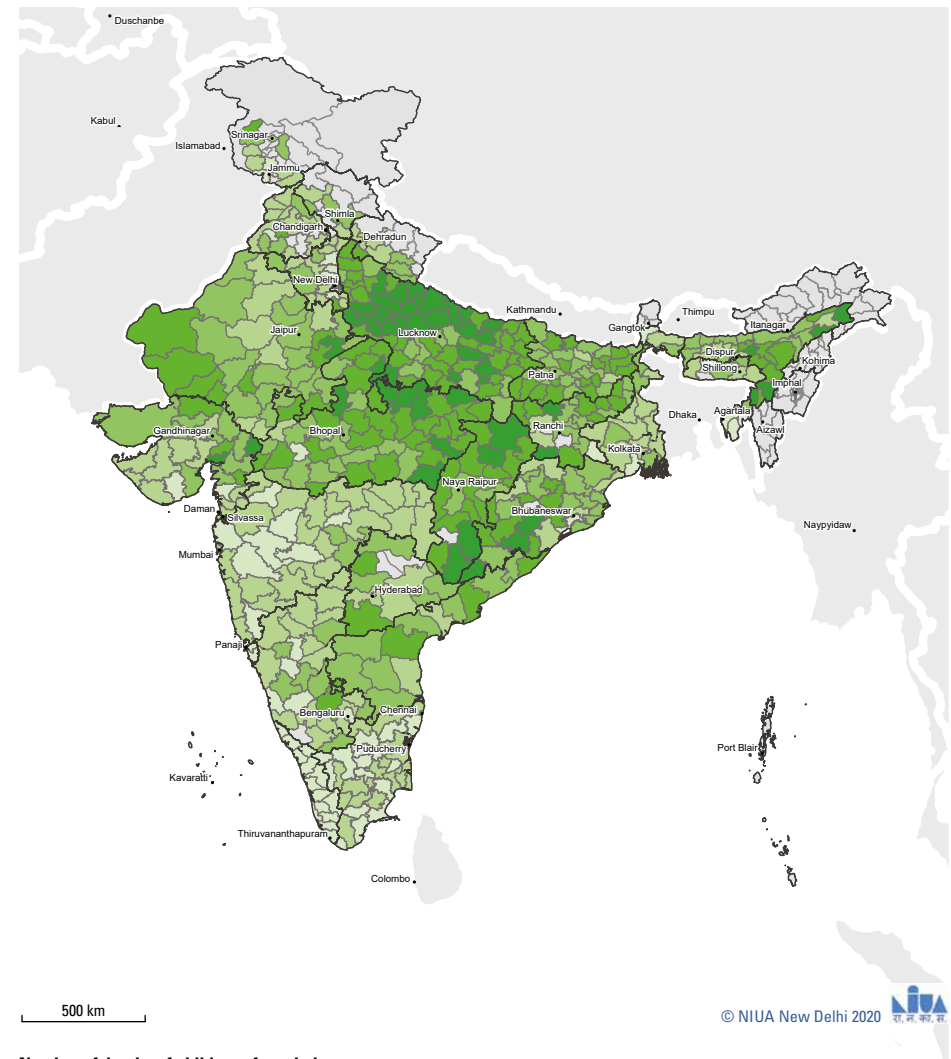 Duschanbe
Kabul
Srinagar
Islamabad
Jammu
Shimla
Chandigarh
Dehradun
New Delhi
Kathmandu
Thimpu
Gangtok
Itanagar
Jaipur
Lucknow
Dispur
Kohima
Shillong
Patna
Imphal
Dhaka
Agartala
Gandhinagar
Bhopal
Ranchi
Aizawl
Kolkata
Naya Raipur
Daman
Silvassa
Bhubaneswar
Naypyidaw
Mumbai
Hyderabad
Panaji
Bengaluru
Chennai
Puducherry
Port Blair
Kavaratti
Thiruvananthapuram
Colombo
500 km
© NIUA New Delhi 2020
NIUA
रा. न. का. सं.